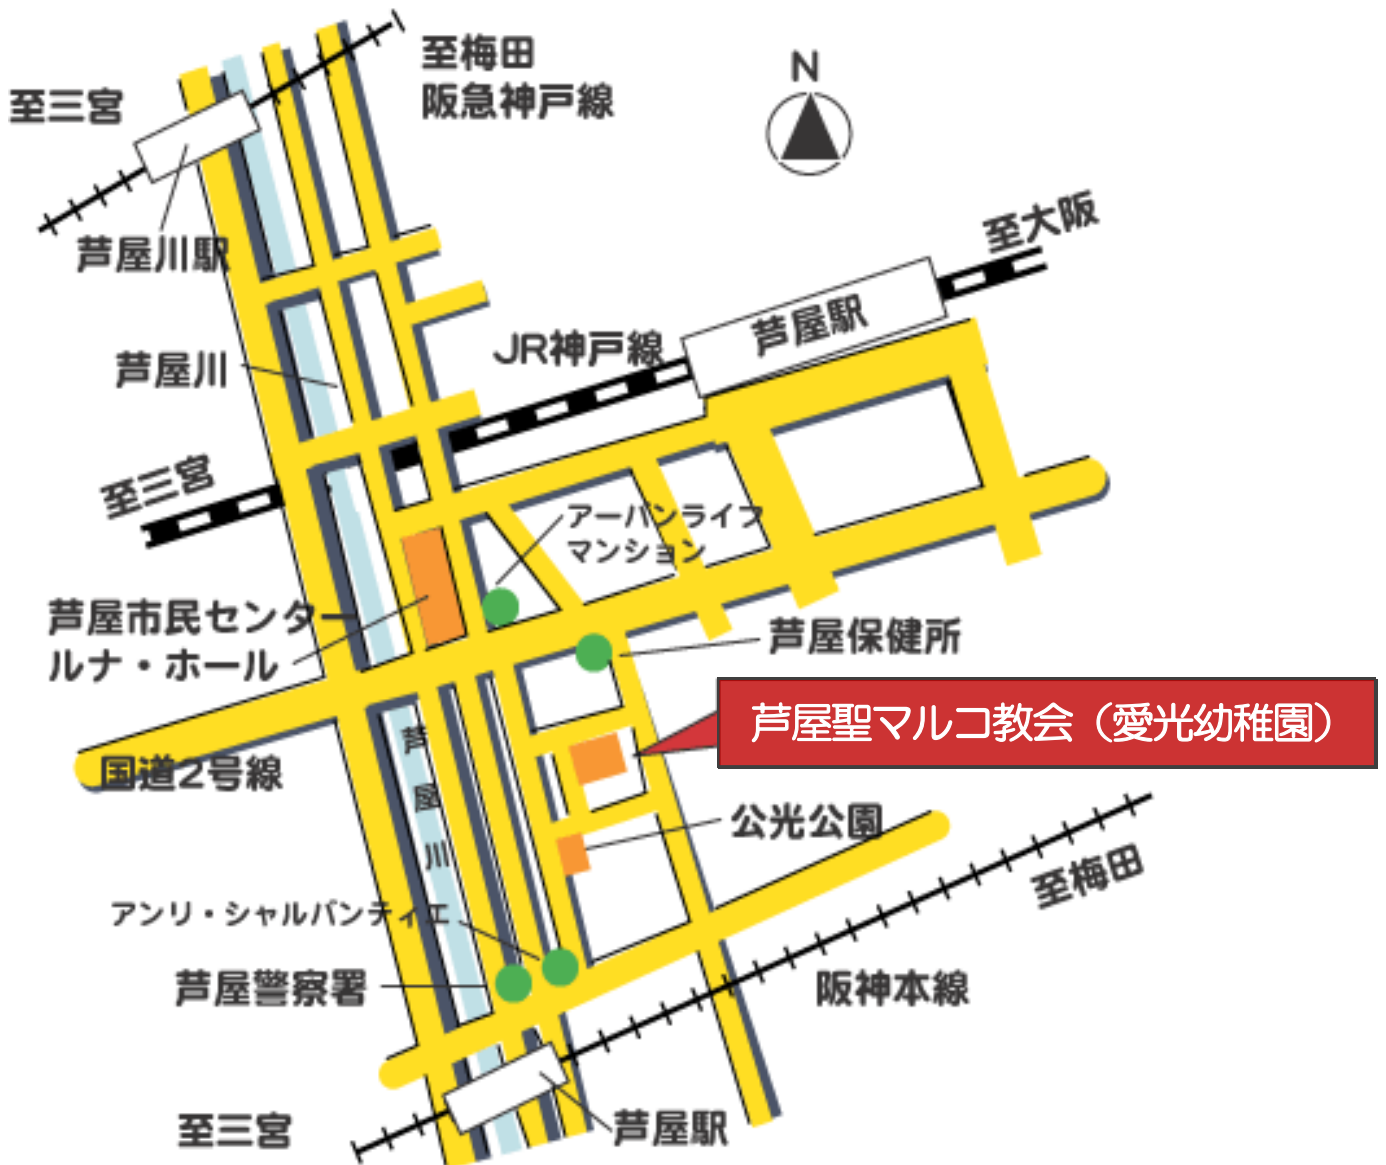 至梅田
阪急神戸線
N
至三宮
芦屋川駅
至大阪
芦屋駅
JR神戸線
芦屋川
至三宮
アーバンライフ
マンション
芦屋市民センター
ルナ・ホール
芦屋保健所
芦屋聖マルコ教会（愛光幼稚園）
国道2号線
芦
屋
川
公光公園
至梅田
アンリ・シャルパンティエ
芦屋警察署
阪神本線
至三宮
芦屋駅